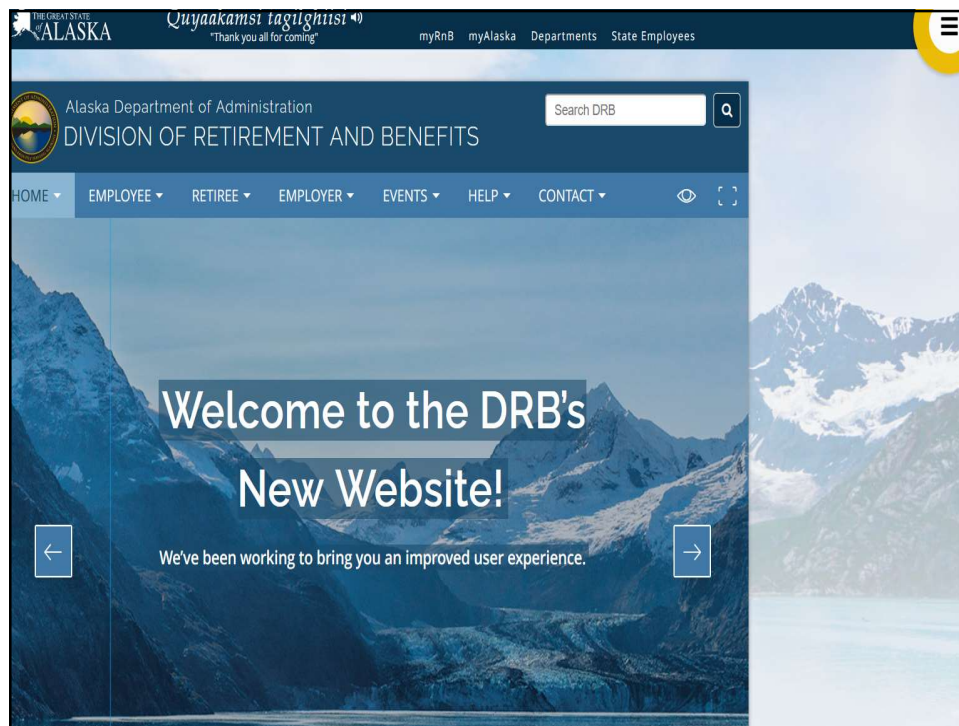 THE GREAT STATE
of ALASKA
Quyaakamsi tagilghiisi
"Thank you all for coming"
myRnB myAlaska Departments State Employees
Alaska Department of Administration
DIVISION OF RETIREMENT AND BENEFITS
Search DRB
HOME EMPLOYEE RETIREE EMPLOYER EVENTS HELP CONTACT
Welcome to the DRB's
New Website!
We've been working to bring you an improved user experience.